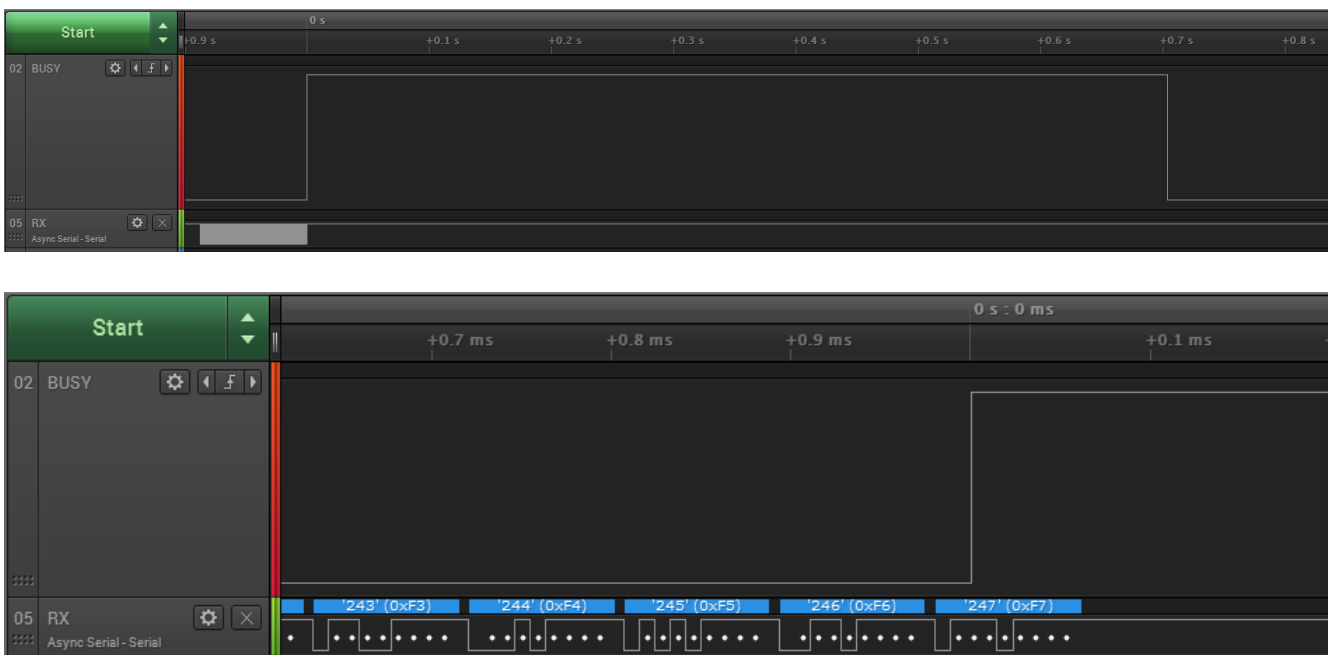 Start
0 s
+0.9 s +0.1 s +0.2 s +0.3 s +0.4 s +0.5 s +0.6 s +0.7 s +0.8 s
02 BUSY
05 RX
Async Serial - Serial
Start
0 s : 0 ms
+0.7 ms +0.8 ms +0.9 ms +0.1 ms
02 BUSY
'243' (0xF3) '244' (0xF4) '245' (0xF5) '246' (0xF6) '247' (0xF7)
05 RX
Async Serial - Serial